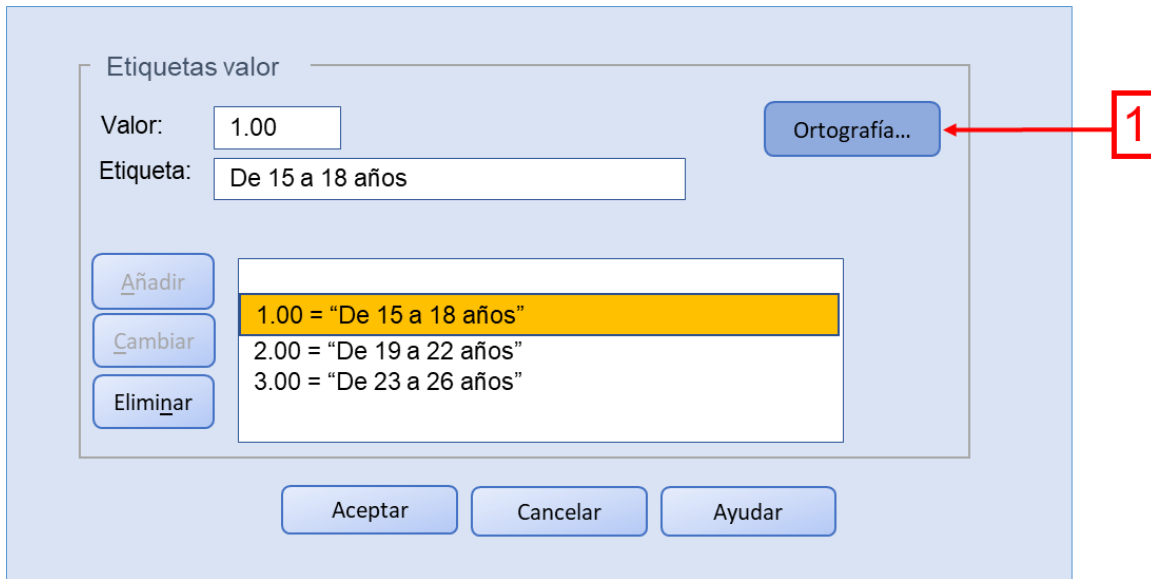 Etiquetas valor
Valor:
1.00
Ortografía...
1
Etiqueta:
De 15 a 18 años
Añadir
1.00 = “De 15 a 18 años”
Cambiar
2.00 = “De 19 a 22 años”
3.00 = “De 23 a 26 años”
Eliminar
Aceptar
Cancelar
Ayudar